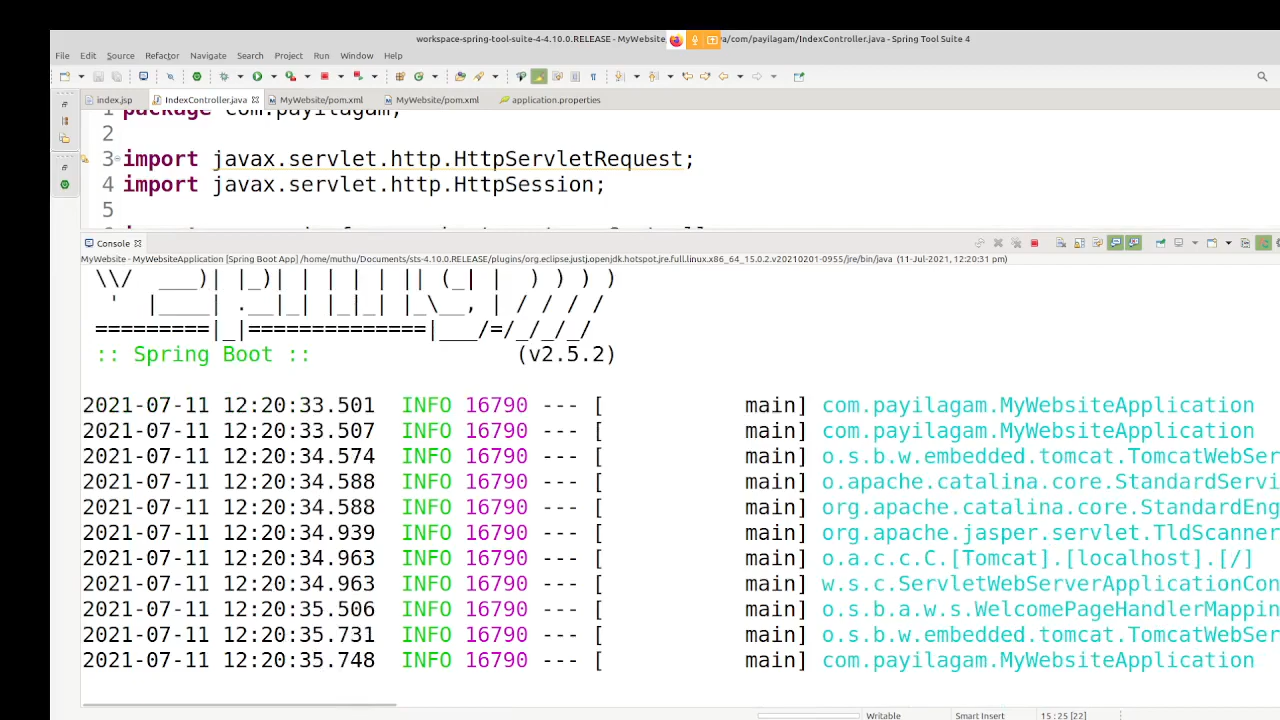 workspace-spring-tool-suite-4-4.10.0.RELEASE - MyWebsite va/com/payilagam/IndexController.java - Spring Tool Suite 4
File Edit Source Refactor Navigate Search Project Run Window Help
index.jsp IndexController.java MyWebsite/pom.xml MyWebsite/pom.xml application.properties
1 package com.payilagam;
2
3 import javax.servlet.http.HttpServletRequest;
4 import javax.servlet.http.HttpSession;
5
Console
MyWebsite - MyWebsiteApplication [Spring Boot App] /home/muthu/Documents/sts-4.10.0.RELEASE/plugins/org.eclipse.justj.openjdk.hotspot.jre.full.linux.x86_64_15.0.2.v20210201-0955/jre/bin/java (11-Jul-2021, 12:20:31 pm)
\\/  ___)| |_)| | | | | || (_| |  ) ) ) )
'  |____| .__|_| |_|_| |_\__, | / / / /
=========|_|==============|___/=/_/_/_/
:: Spring Boot :: (v2.5.2)
2021-07-11 12:20:33.501 INFO 16790 --- [ main] com.payilagam.MyWebsiteApplication
2021-07-11 12:20:33.507 INFO 16790 --- [ main] com.payilagam.MyWebsiteApplication
2021-07-11 12:20:34.574 INFO 16790 --- [ main] o.s.b.w.embedded.tomcat.TomcatWebSer
2021-07-11 12:20:34.588 INFO 16790 --- [ main] o.apache.catalina.core.StandardServi
2021-07-11 12:20:34.588 INFO 16790 --- [ main] org.apache.catalina.core.StandardEng
2021-07-11 12:20:34.939 INFO 16790 --- [ main] org.apache.jasper.servlet.TldScanner
2021-07-11 12:20:34.963 INFO 16790 --- [ main] o.a.c.c.C.[Tomcat].[localhost].[/]
2021-07-11 12:20:34.963 INFO 16790 --- [ main] w.s.c.ServletWebServerApplicationCon
2021-07-11 12:20:35.506 INFO 16790 --- [ main] o.s.b.a.w.s.WelcomePageHandlerMappin
2021-07-11 12:20:35.731 INFO 16790 --- [ main] o.s.b.w.embedded.tomcat.TomcatWebSer
2021-07-11 12:20:35.748 INFO 16790 --- [ main] com.payilagam.MyWebsiteApplication
Writable Smart Insert 15 : 25 [22]